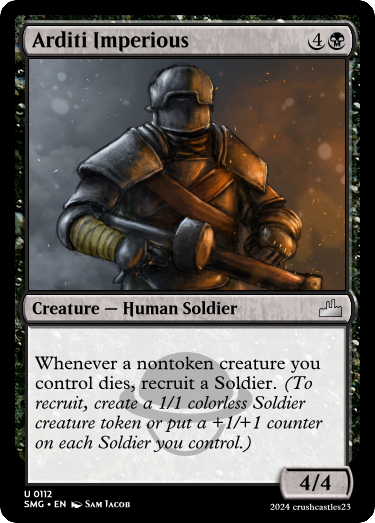 Arditi Imperious 4
Creature — Human Soldier
Whenever a nontoken creature you
control dies, recruit a Soldier. (To
recruit, create a 1/1 colorless Soldier
creature token or put a +1/+1 counter
on each Soldier you control.)
4/4
U 0112
SMG • EN Sam Jacob
2024 crushcastles23